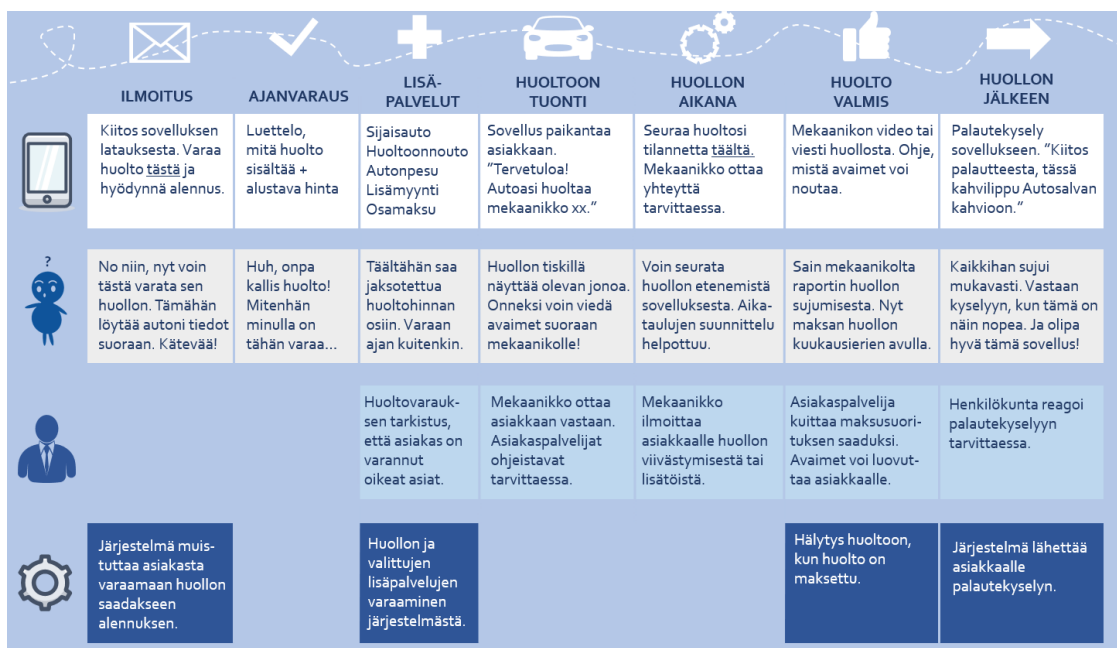 ILMOITUS
AJANVARAUS
LISÄ-
PALVELUT
HUOLTOON
TUONTI
HUOLLON
AIKANA
HUOLTO
VALMIS
HUOLLON
JÄLKEEN
Kiitos sovelluksen
latauksesta. Varaa
huolto tästä ja
hyödynnä alennus.
Luettelo,
mitä huolto
sisältää +
alustava hinta
Sijaisauto
Huoltoonnouto
Autonpesu
Lisämyynti
Osamaksu
Sovellus paikantaa
asiakkaan.
”Tervetuloa!
Autoasi huoltaa
mekaanikko xx.”
Seuraa huoltosi
tilannetta täältä.
Mekaanikko ottaa
yhteyttä
tarvittaessa.
Mekaanikon video tai
viesti huollosta. Ohje,
mistä avaimet voi
noutaa.
Palautekysely
sovellukseen. “Kiitos
palautteesta, tässä
kahvilippu Autosalvan
kahvioon.”
?
No niin, nyt voin
tästä varata sen
huollon. Tämähän
löytää autoni tiedot
suoraan. Kätevää!
Huh, onpa
kallis huolto!
Mitenhän
minulla on
tähän varaa...
Täältähän saa
jaksotettua
huoltohinnan
osiin. Varaan
ajan kuitenkin.
Huollon tiskillä
näyttää olevan jonoa.
Onneksi voin viedä
avaimet suoraan
mekaanikolle!
Voin seurata
huollon etenemistä
sovelluksesta. Aika-
taulujen suunnittelu
helpottuu.
Sain mekaanikolta
raportin huollon
sujumisesta. Nyt
maksan huollon
kuukausierien avulla.
Kaikkihan sujui
mukavasti. Vastaan
kyselyyn, kun tämä on
näin nopea. Ja olipa
hyvä tämä sovellus!
Huoltovarauk-
sen tarkistus,
että asiakas on
varannut
oikeat asiat.
Mekaanikko ottaa
asiakkaan vastaan.
Asiakaspalvelijat
ohjeistavat
tarvittaessa.
Mekaanikko
ilmoittaa
asiakkaalle huollon
viivästymisestä tai
lisätöistä.
Asiakaspalvelija
kuittaa maksusuori-
tuksen saaduksi.
Avaimet voi luovut-
taa asiakkaalle.
Henkilökunta reagoi
palautekyselyyn
tarvittaessa.
Järjestelmä muis-
tuttaa asiakasta
varaamaan huollon
saadakseen
alennuksen.
Huollon ja
valittujen
lisäpalvelujen
varaaminen
järjestelmästä.
Hälytys huoltoon,
kun huolto on
maksettu.
Järjestelmä lähettää
asiakkaalle
palautekyselyn.